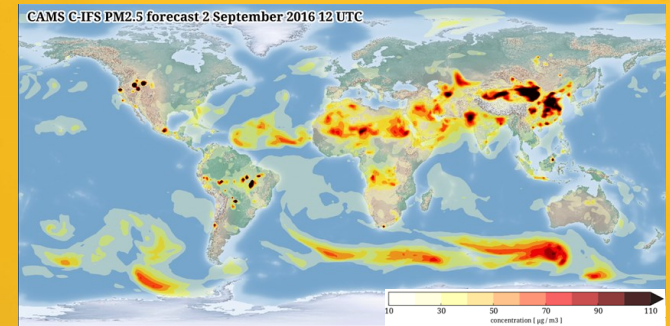 CAMS C-IFS PM2.5 forecast 2 September 2016 12 UTC
10 30 50 70 90 110
concentration [ µg / m3 ]